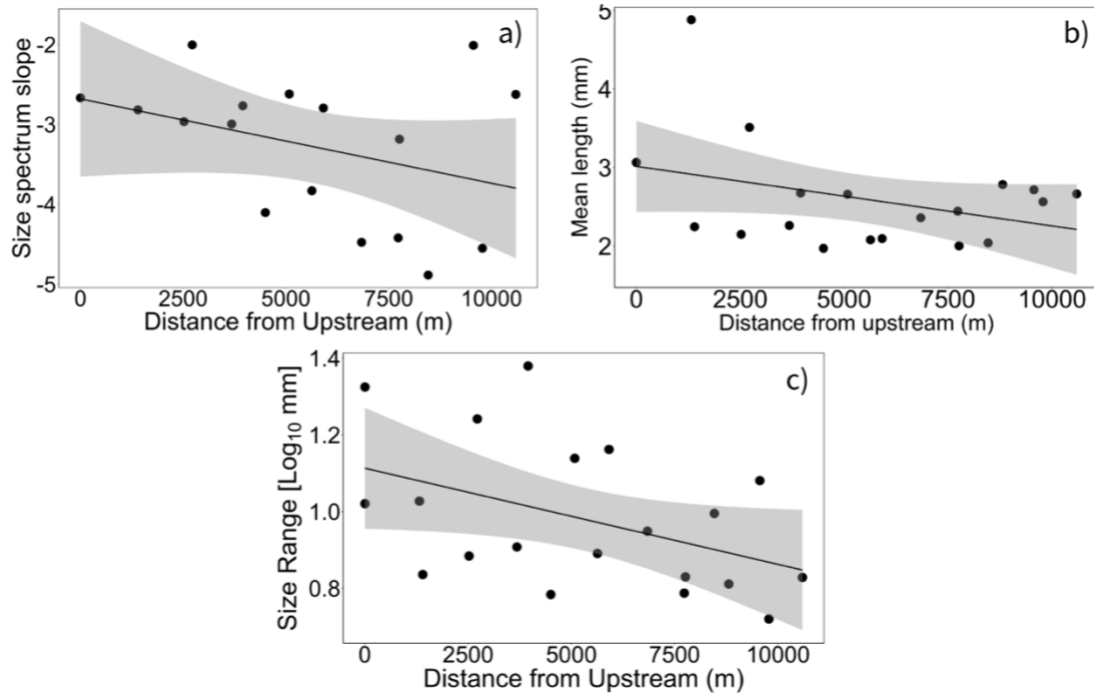 a)
Size spectrum slope
-2
-3
-4
-5
0 2500 5000 7500 10000
Distance from Upstream (m)
b)
Mean length (mm)
5
4
3
2
0 2500 5000 7500 10000
Distance from upstream (m)
c)
Size Range [Log₁₀ mm]
1.4
1.2
1.0
0.8
0 2500 5000 7500 10000
Distance from Upstream (m)